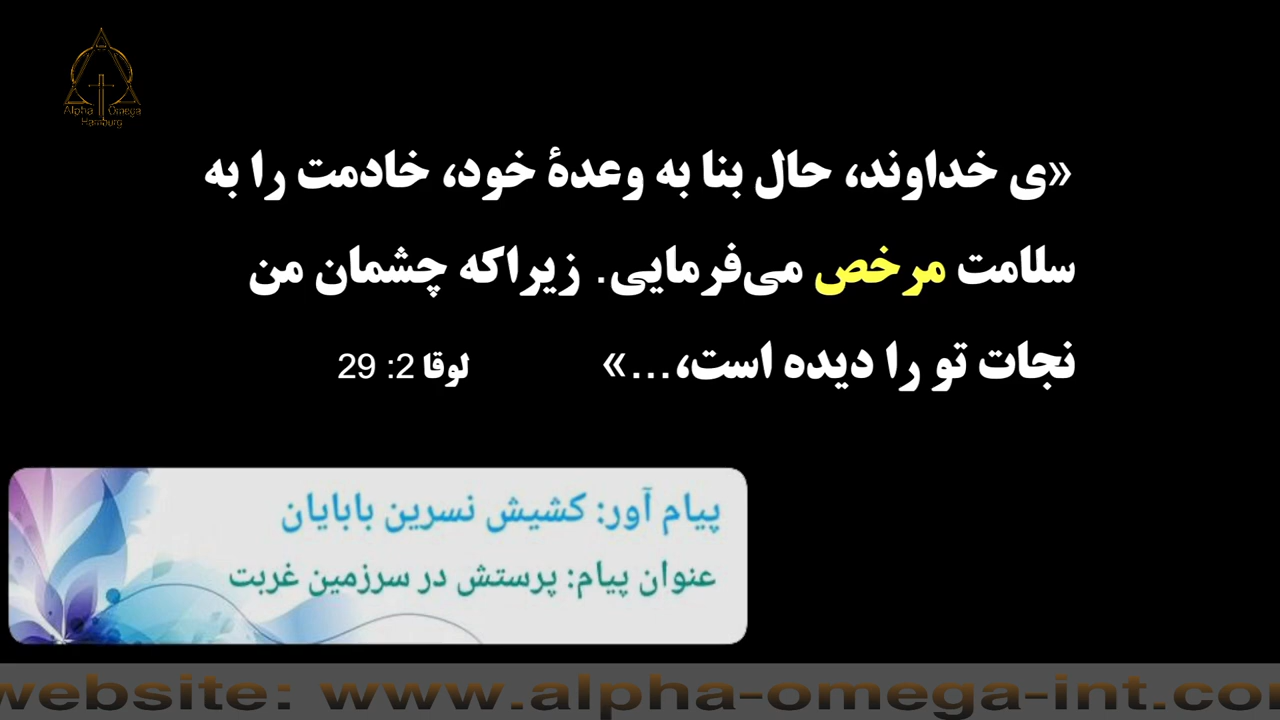 Alpha Omega
Hamburg
«ی خداوند، حال بنا به وعدهٔ خود، خادمت را به
سلامت مرخص می‌فرمایی. زیراکه چشمان من
نجات تو را دیده است،...» لوقا 2: 29
پیام آور: کشیش نسرین بابایان
عنوان پیام: پرستش در سرزمین غربت
website: www.alpha-omega-int.co